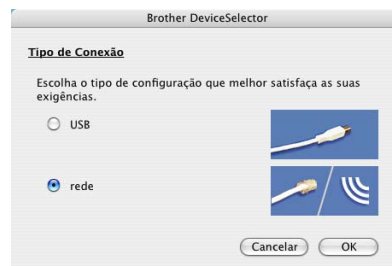 Brother DeviceSelector
Tipo de Conexão
Escolha o tipo de configuração que melhor satisfaça as suas
exigências.
USB
rede
Cancelar
OK